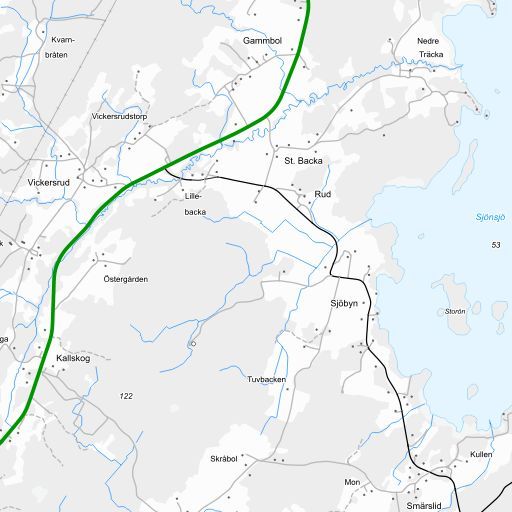 Kvarn-
bråten
Gammbol
Nedre
Träcka
Vickersrudstorp
St. Backa
Vickersrud
Lille-
backa
Rud
Sjönsjö
53
k
Östergården
Sjöbyn
Storön
ga
Kallskog
Tuvbacken
122
Skråbol
Kullen
Mon
Smärslid